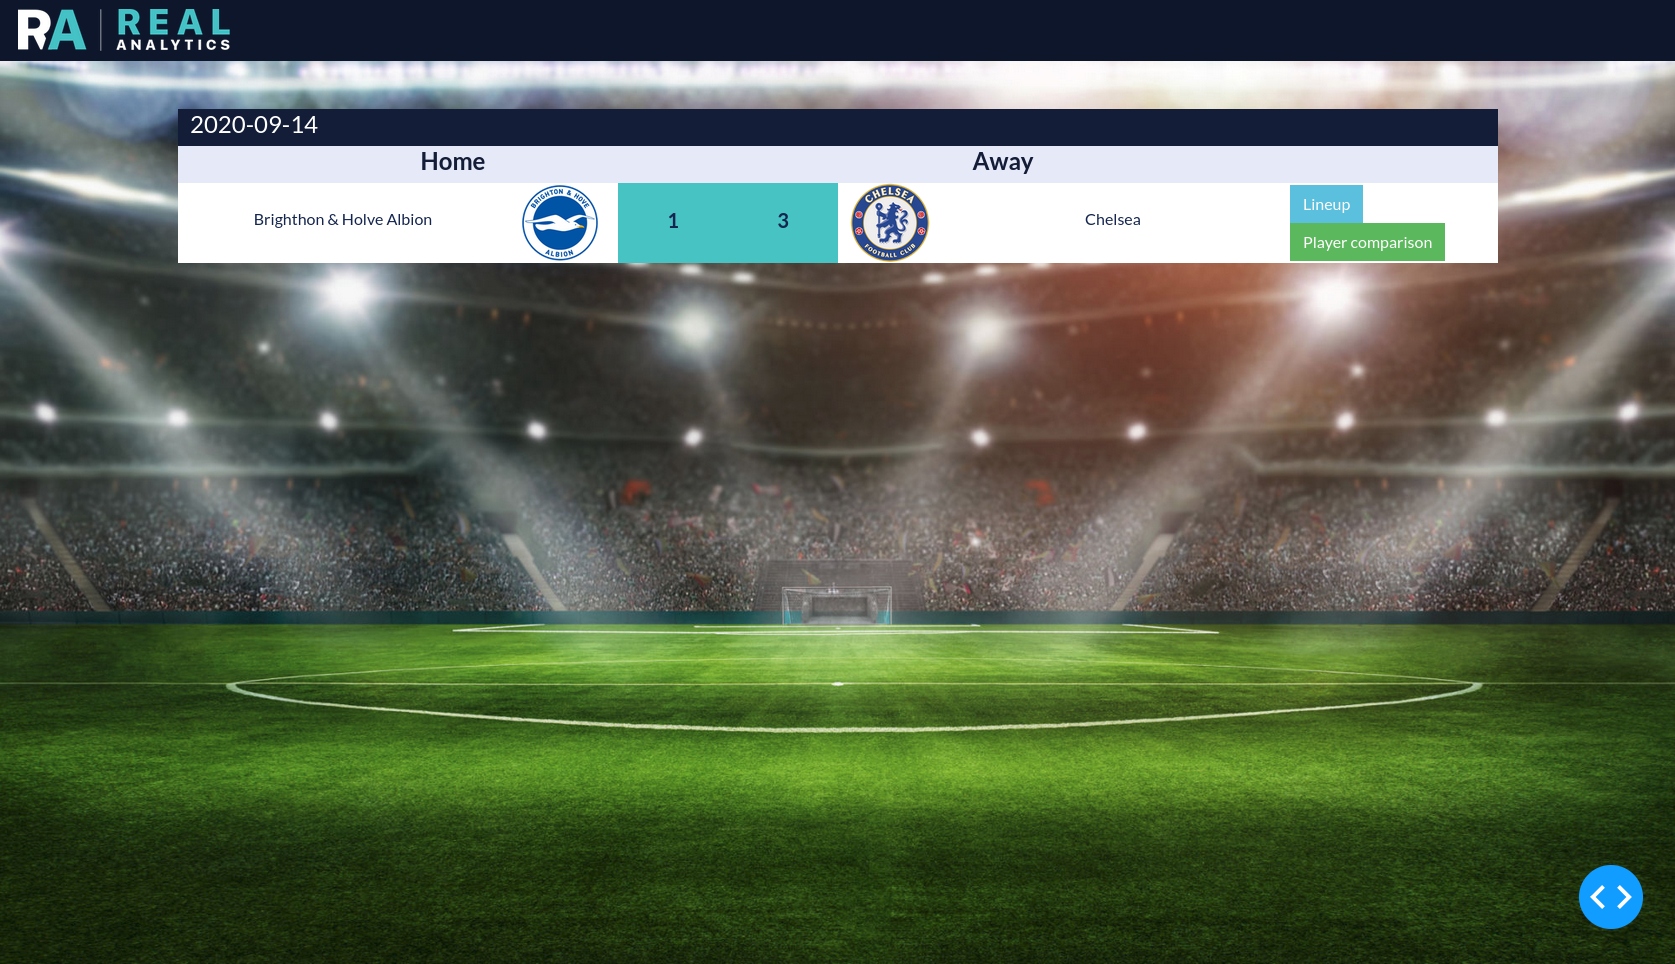 RA REAL
ANALYTICS
2020-09-14
Home Away
Brighthon & Holve Albion BRIGHTON & HOVE ALBION 1 3 CHELSEA FOOTBALL CLUB Chelsea
Lineup
Player comparison